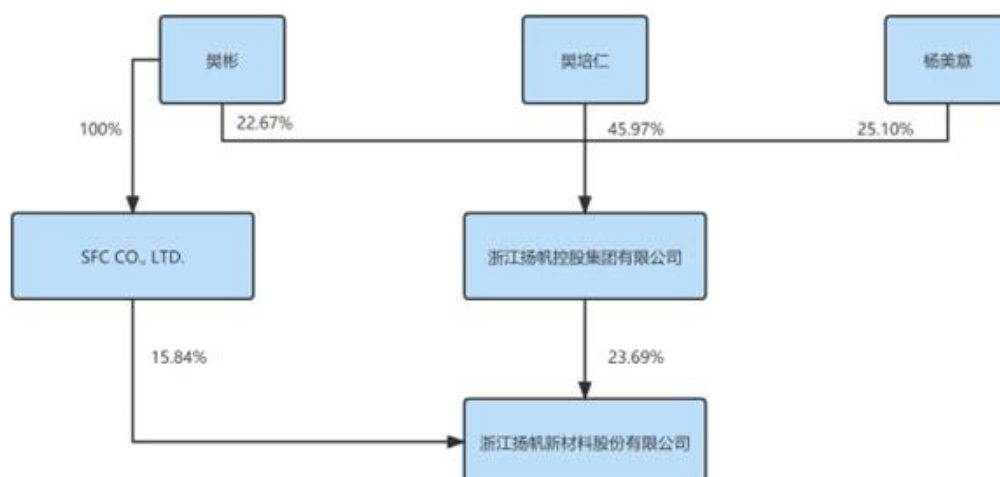 樊彬
樊培仁
杨美意
100%
22.67%
45.97%
25.10%
SFC CO., LTD.
浙江扬帆控股集团有限公司
15.84%
23.69%
浙江扬帆新材料股份有限公司